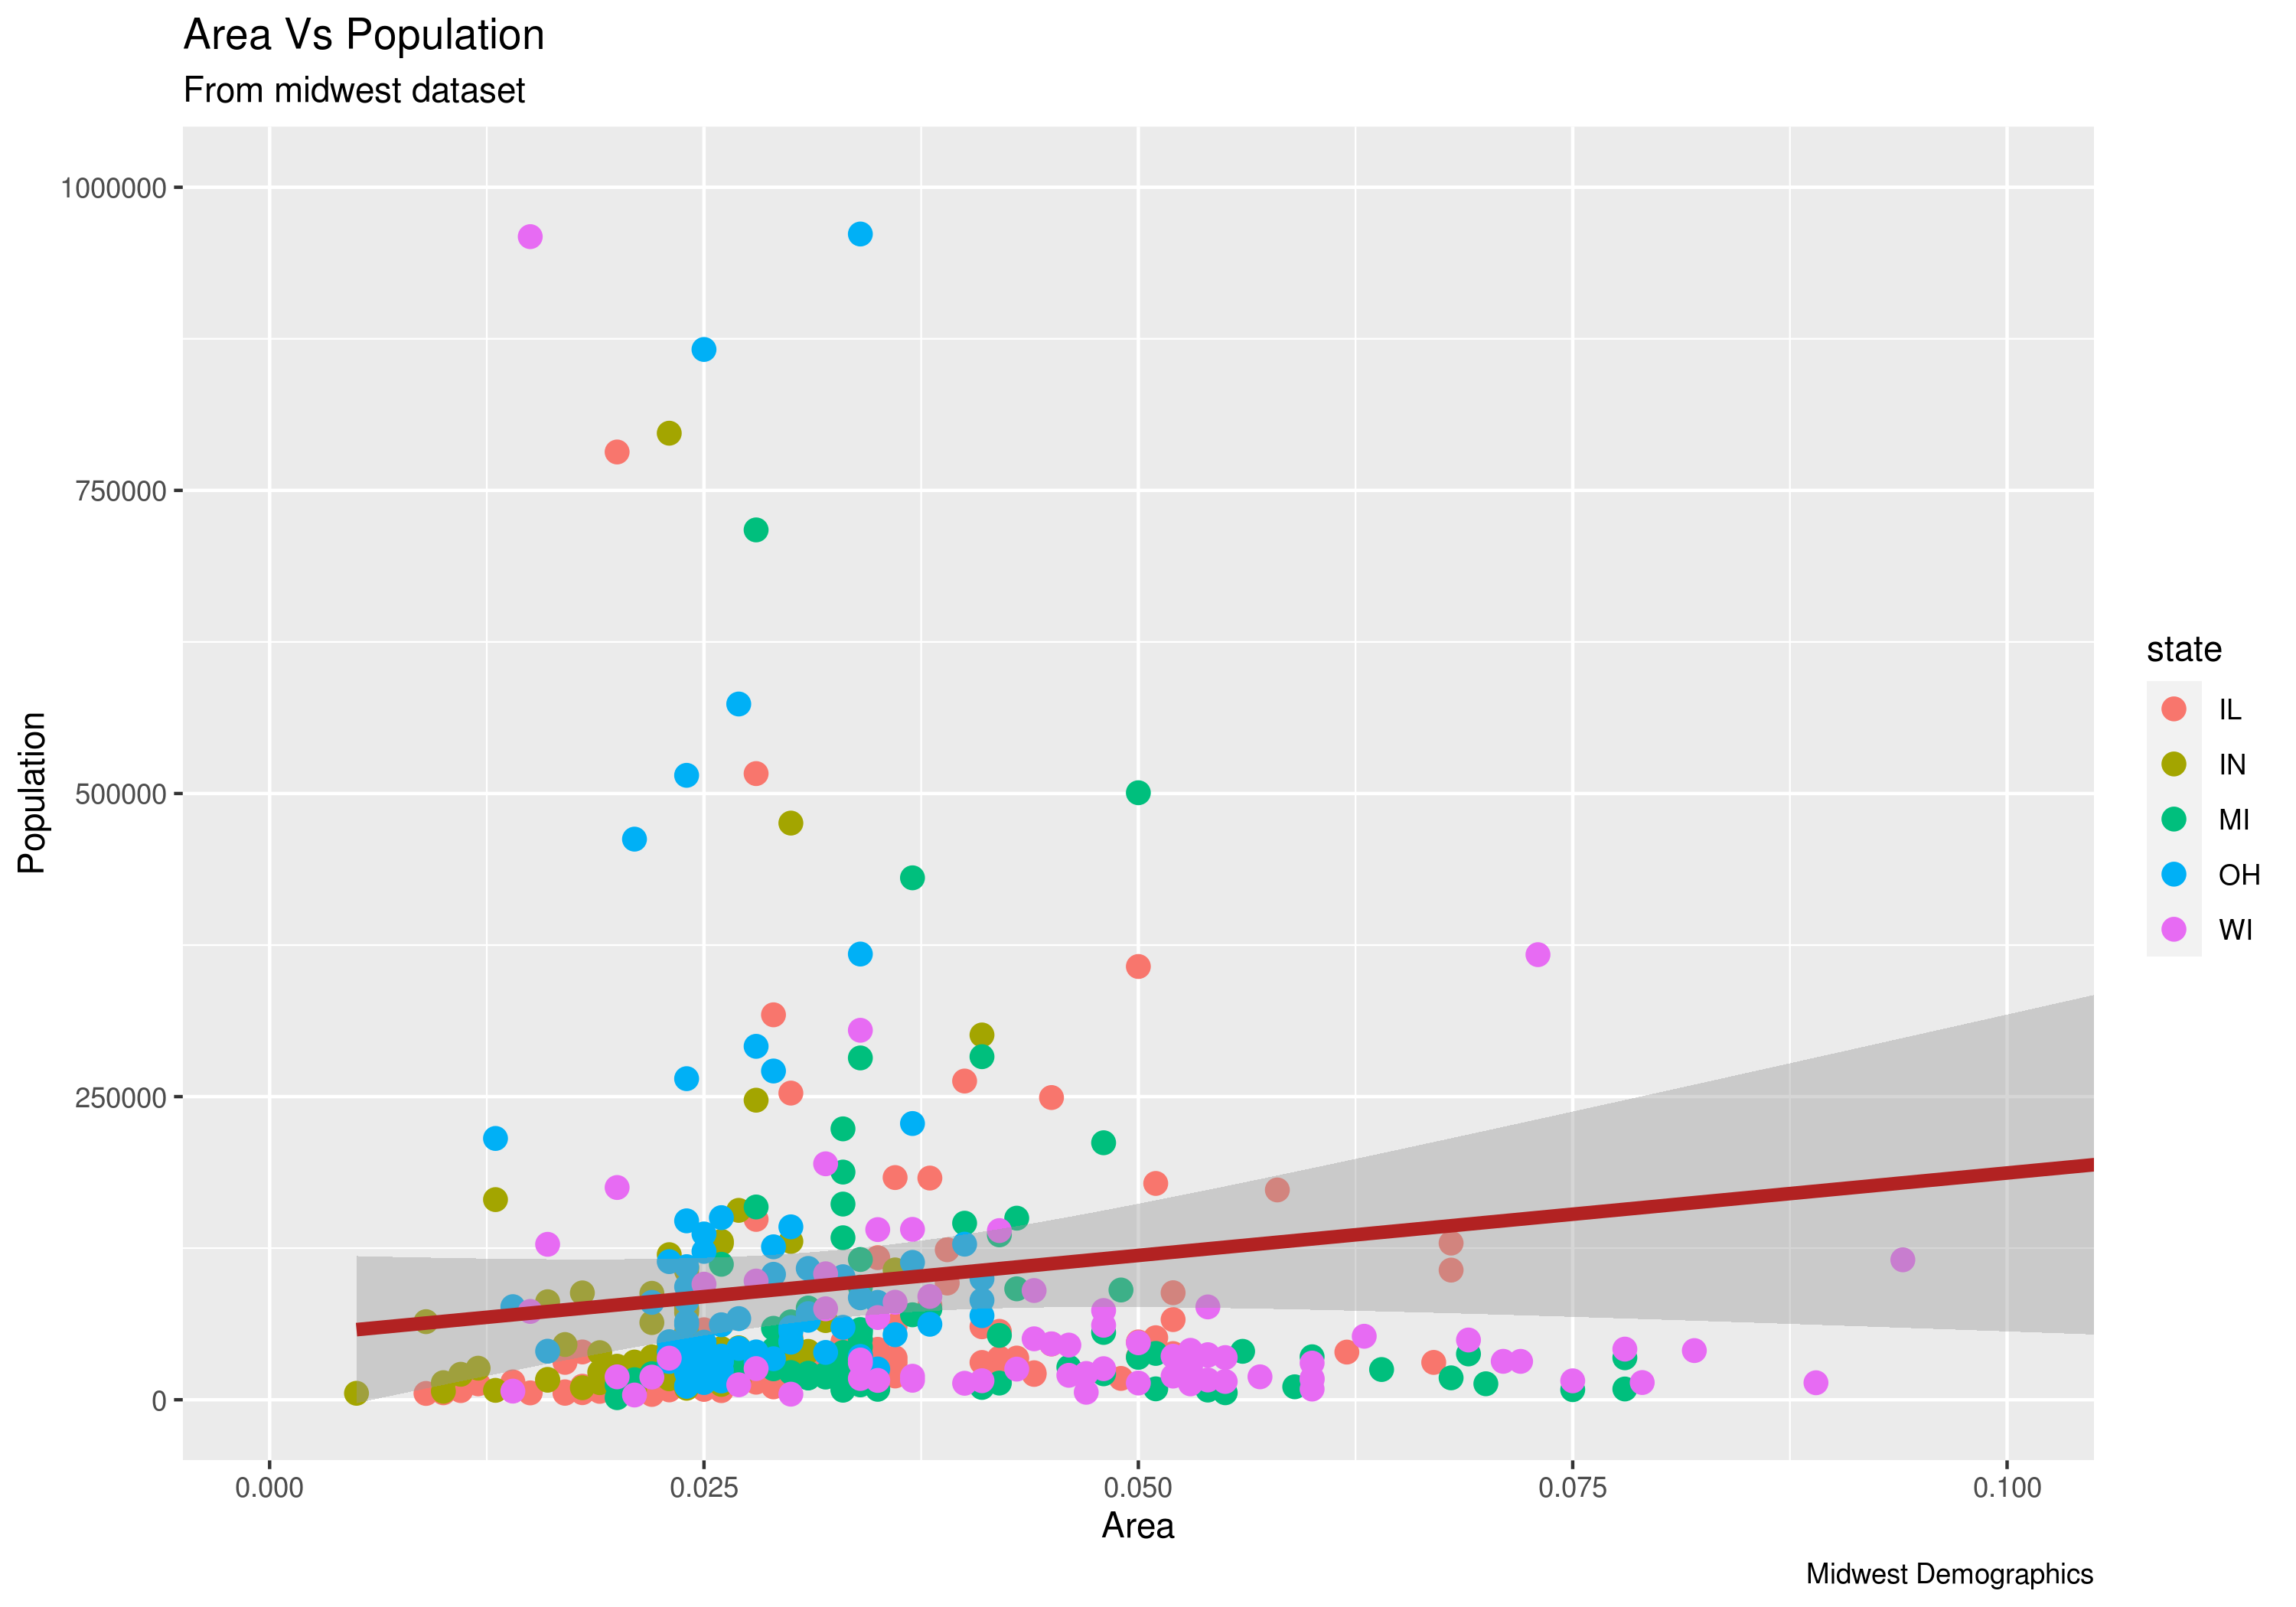 Area Vs Population
From midwest dataset
1000000
750000
500000
250000
0
Population
0.000 0.025 0.050 0.075 0.100
Area
state
IL
IN
MI
OH
WI
Midwest Demographics